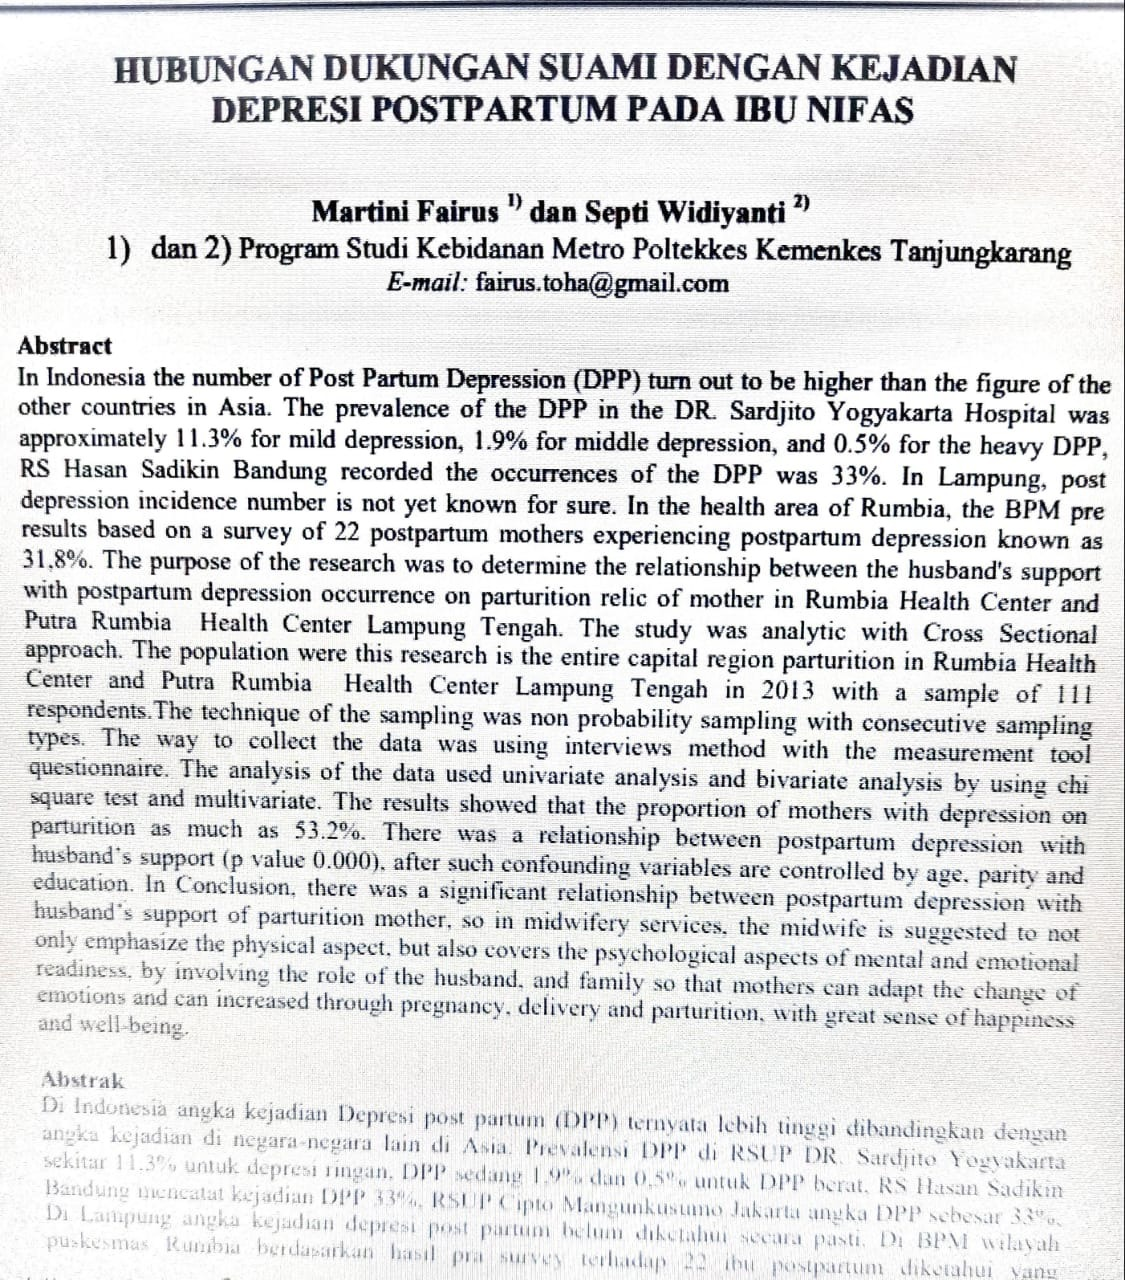 HUBUNGAN DUKUNGAN SUAMI DENGAN KEJADIAN
DEPRESI POSTPARTUM PADA IBU NIFAS
Martini Fairus 1) dan Septi Widiyanti 2)
1) dan 2) Program Studi Kebidanan Metro Poltekkes Kemenkes Tanjungkarang
E-mail: fairus.toha@gmail.com
Abstract
In Indonesia the number of Post Partum Depression (DPP) turn out to be higher than the figure of the
other countries in Asia. The prevalence of the DPP in the DR. Sardjito Yogyakarta Hospital was
approximately 11.3% for mild depression, 1.9% for middle depression, and 0.5% for the heavy DPP,
RS Hasan Sadikin Bandung recorded the occurrences of the DPP was 33%. In Lampung, post
depression incidence number is not yet known for sure. In the health area of Rumbia, the BPM pre
results based on a survey of 22 postpartum mothers experiencing postpartum depression known as
31,8%. The purpose of the research was to determine the relationship between the husband's support
with postpartum depression occurrence on parturition relic of mother in Rumbia Health Center and
Putra Rumbia Health Center Lampung Tengah. The study was analytic with Cross Sectional
approach. The population were this research is the entire capital region parturition in Rumbia Health
Center and Putra Rumbia Health Center Lampung Tengah in 2013 with a sample of 111
respondents.The technique of the sampling was non probability sampling with consecutive sampling
types. The way to collect the data was using interviews method with the measurement tool
questionnaire. The analysis of the data used univariate analysis and bivariate analysis by using chi
square test and multivariate. The results showed that the proportion of mothers with depression on
parturition as much as 53.2%. There was a relationship between postpartum depression with
husband's support (p value 0.000), after such confounding variables are controlled by age, parity and
education. In Conclusion, there was a significant relationship between postpartum depression with
husband's support of parturition mother, so in midwifery services, the midwife is suggested to not
only emphasize the physical aspect, but also covers the psychological aspects of mental and emotional
readiness, by involving the role of the husband, and family so that mothers can adapt the change of
emotions and can increased through pregnancy, delivery and parturition, with great sense of happiness
and well-being.
Abstrak
Di Indonesia angka kejadian Depresi post partum (DPP) ternyata lebih tinggi dibandingkan dengan
angka kejadian di negara-negara lain di Asia. Prevalensi DPP di RSUP DR. Sardjito Yogyakarta
sekitar 11.3% untuk depresi ringan, DPP sedang 1,9% dan 0,5% untuk DPP berat, RS Hasan Sadikin
Bandung mencatat kejadian DPP 33%, RSUP Cipto Mangunkusumo Jakarta angka DPP sebesar 33%.
Di Lampung angka kejadian depresi post partum belum diketahui secara pasti. Di BPM wilayah
puskesmas Rumbia berdasarkan hasil pra survey terhadap 22 ibu postpartum diketahui yang